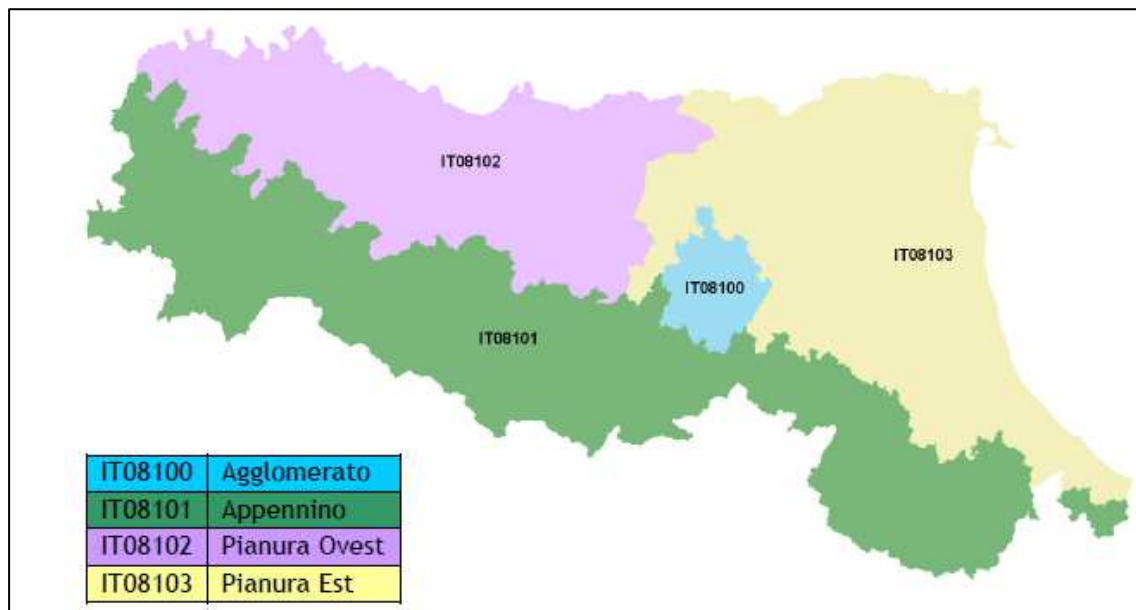 IT08102
IT08103
IT08100
IT08101
IT08100 Agglomerato
IT08101 Appennino
IT08102 Pianura Ovest
IT08103 Pianura Est